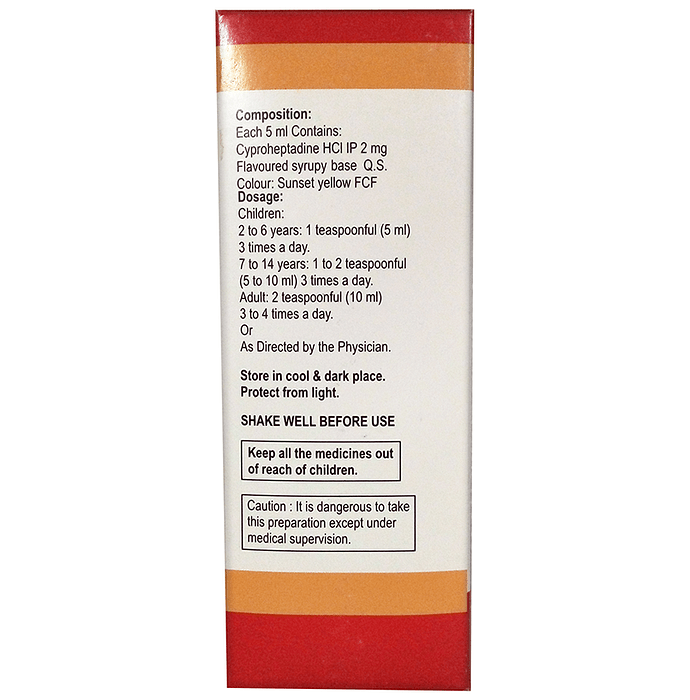 Composition:
Each 5 ml Contains:
Cyproheptadine HCl IP 2 mg
Flavoured syrupy base Q.S.
Colour: Sunset yellow FCF
Dosage:
Children:
2 to 6 years: 1 teaspoonful (5 ml)
3 times a day.
7 to 14 years: 1 to 2 teaspoonful
(5 to 10 ml) 3 times a day.
Adult: 2 teaspoonful (10 ml)
3 to 4 times a day.
Or
As Directed by the Physician.
Store in cool & dark place.
Protect from light.
SHAKE WELL BEFORE USE
Keep all the medicines out
of reach of children.
Caution : It is dangerous to take
this preparation except under
medical supervision.